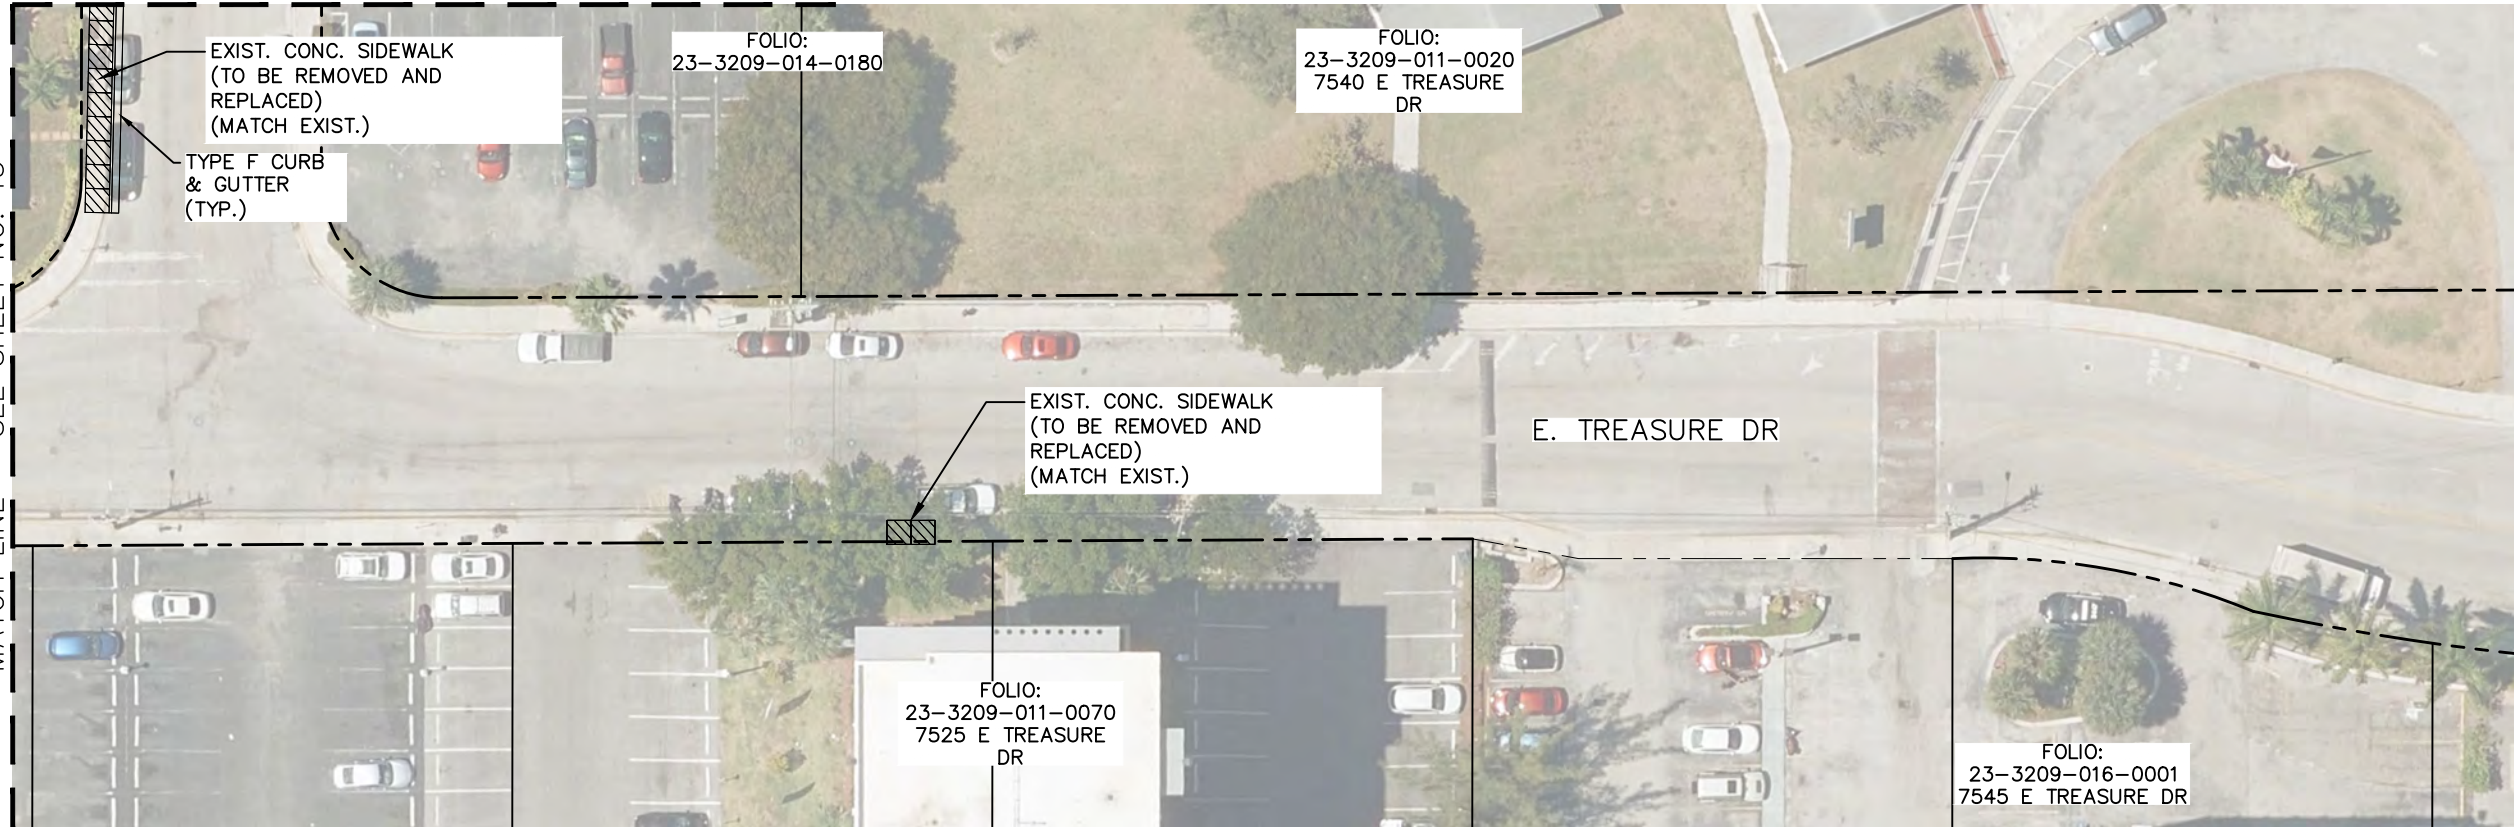 EXIST. CONC. SIDEWALK
(TO BE REMOVED AND
REPLACED)
(MATCH EXIST.)
TYPE F CURB
& GUTTER
(TYP.)
FOLIO:
23-3209-014-0180
FOLIO:
23-3209-011-0020
7540 E TREASURE
DR
EXIST. CONC. SIDEWALK
(TO BE REMOVED AND
REPLACED)
(MATCH EXIST.)
E. TREASURE DR
FOLIO:
23-3209-011-0070
7525 E TREASURE
DR
FOLIO:
23-3209-016-0001
7545 E TREASURE DR